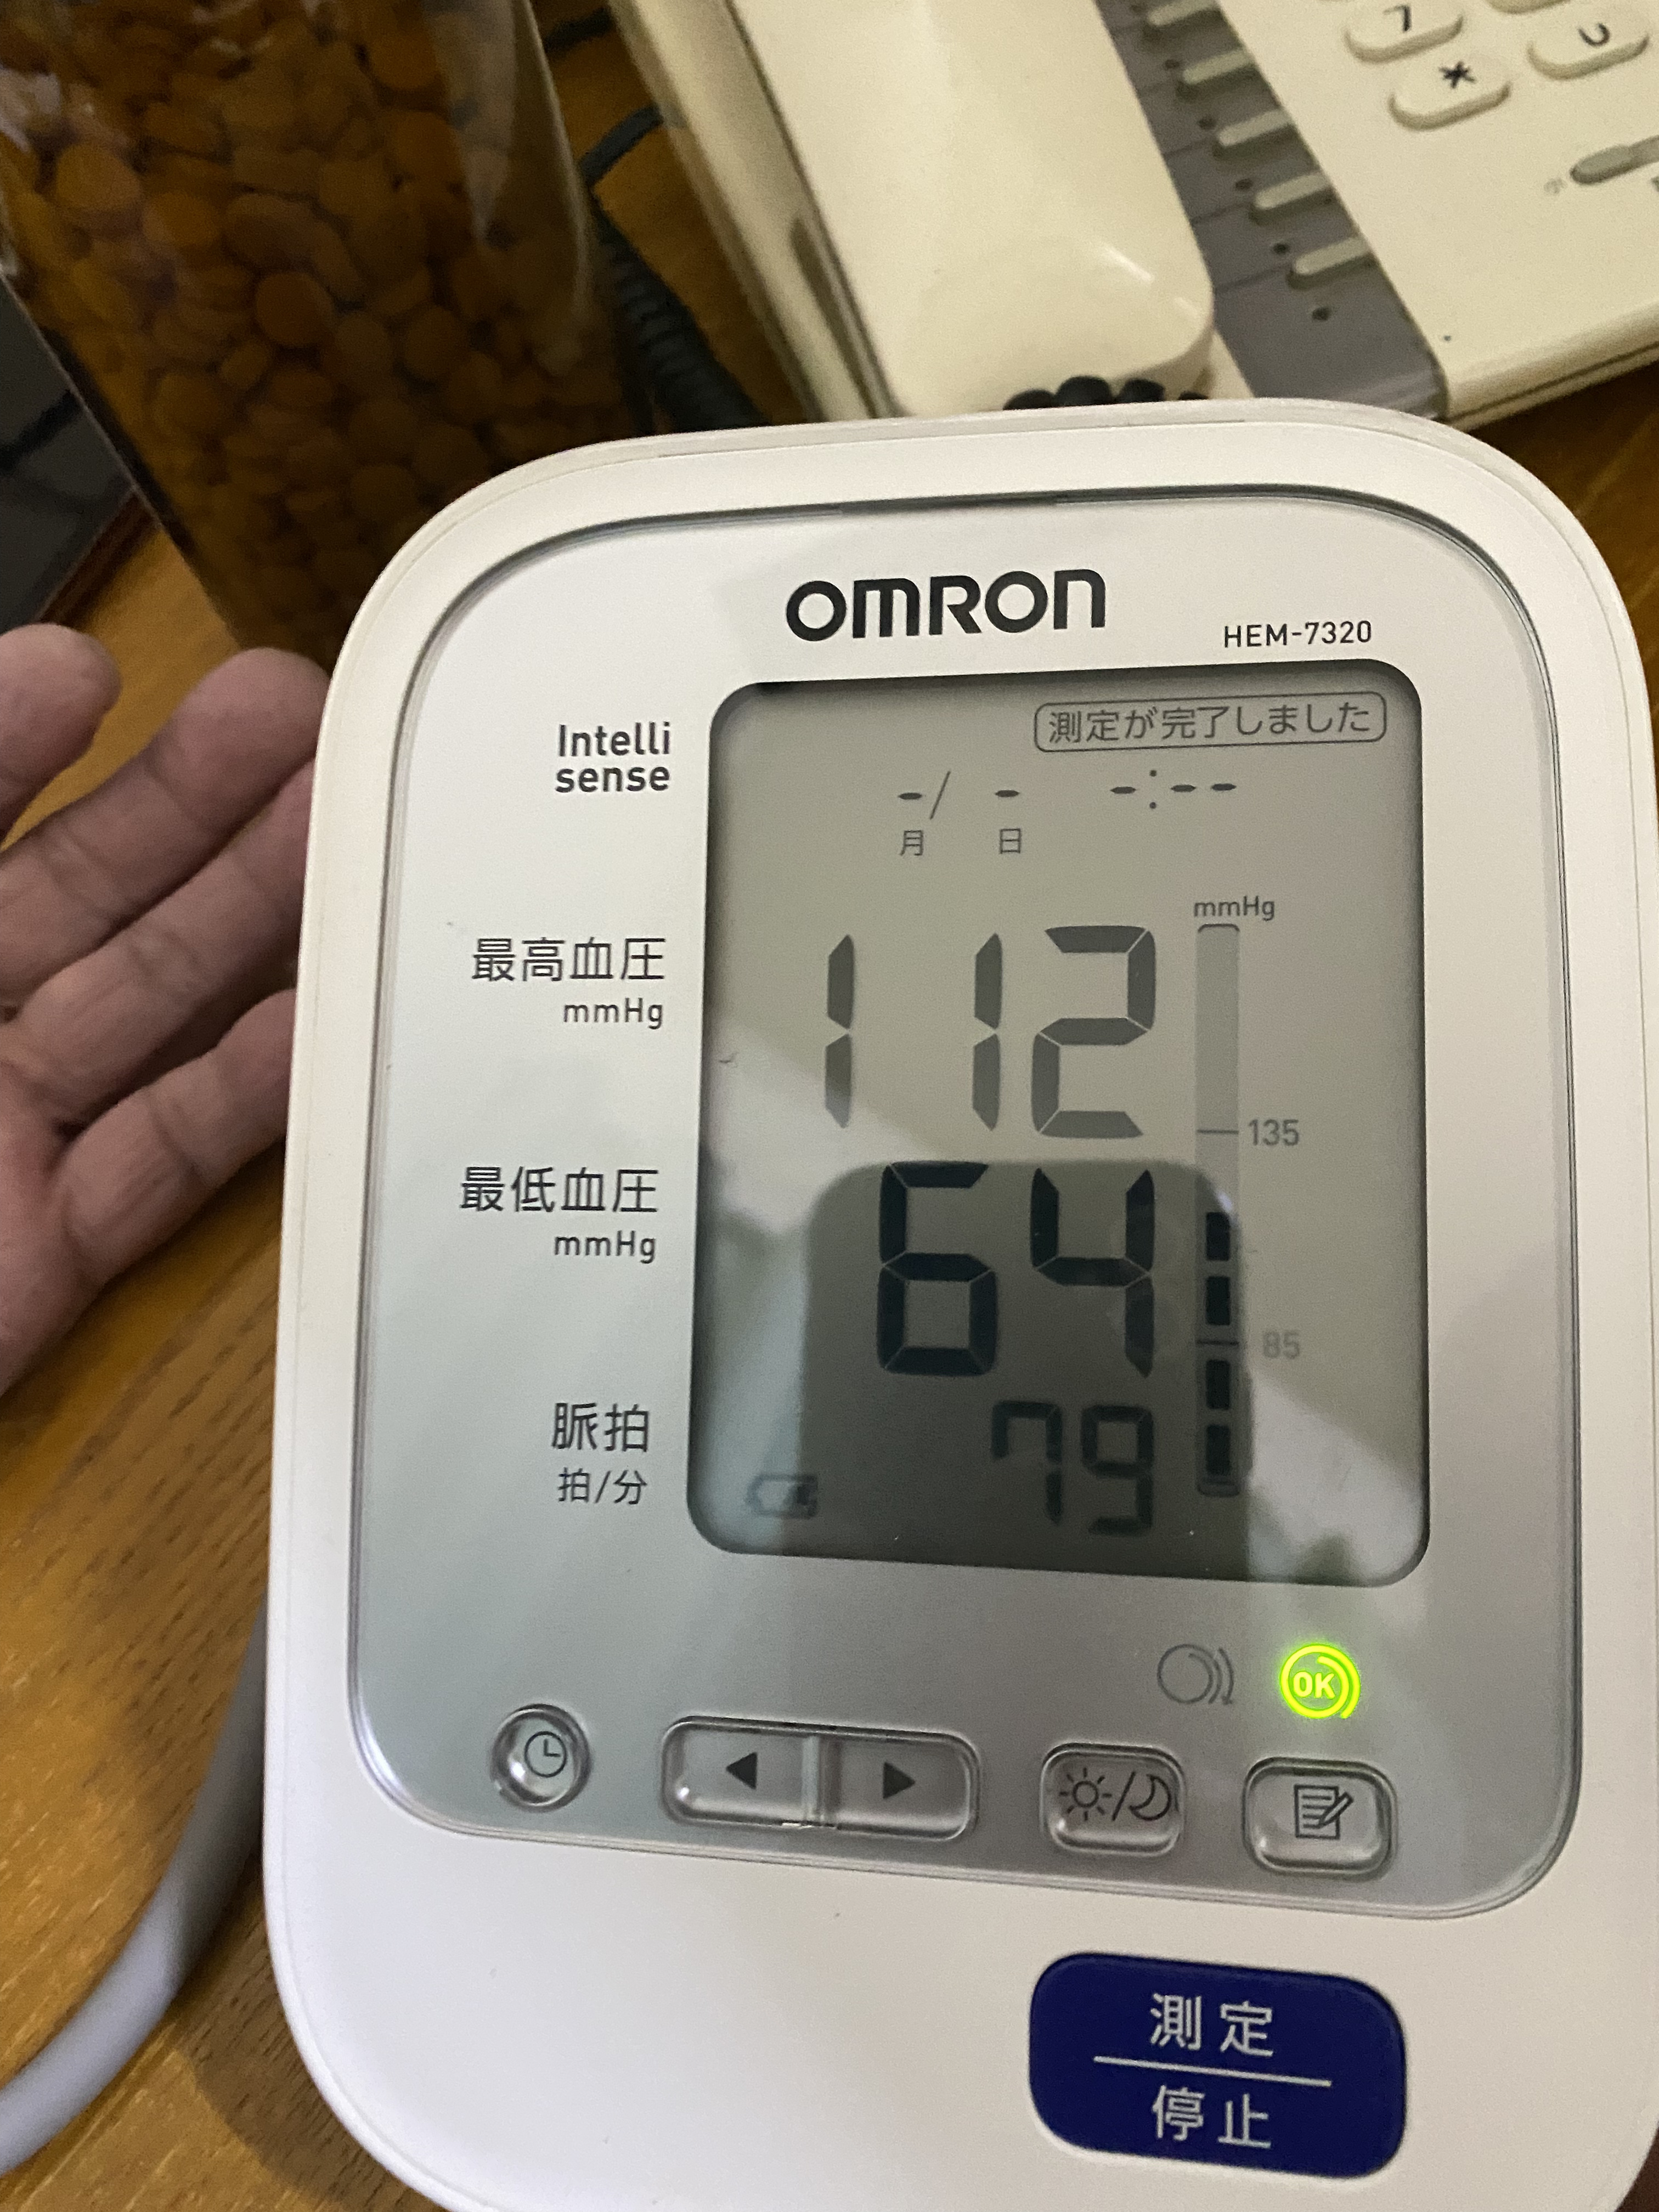 *
OMRON
HEM-7320
Intelli
sense
測定が完了しました
-/ - -:--
月 日
mmHg
最高血圧
mmHg
112
135
最低血圧
mmHg
64
85
脈拍
拍/分
79
OK
測定
停止